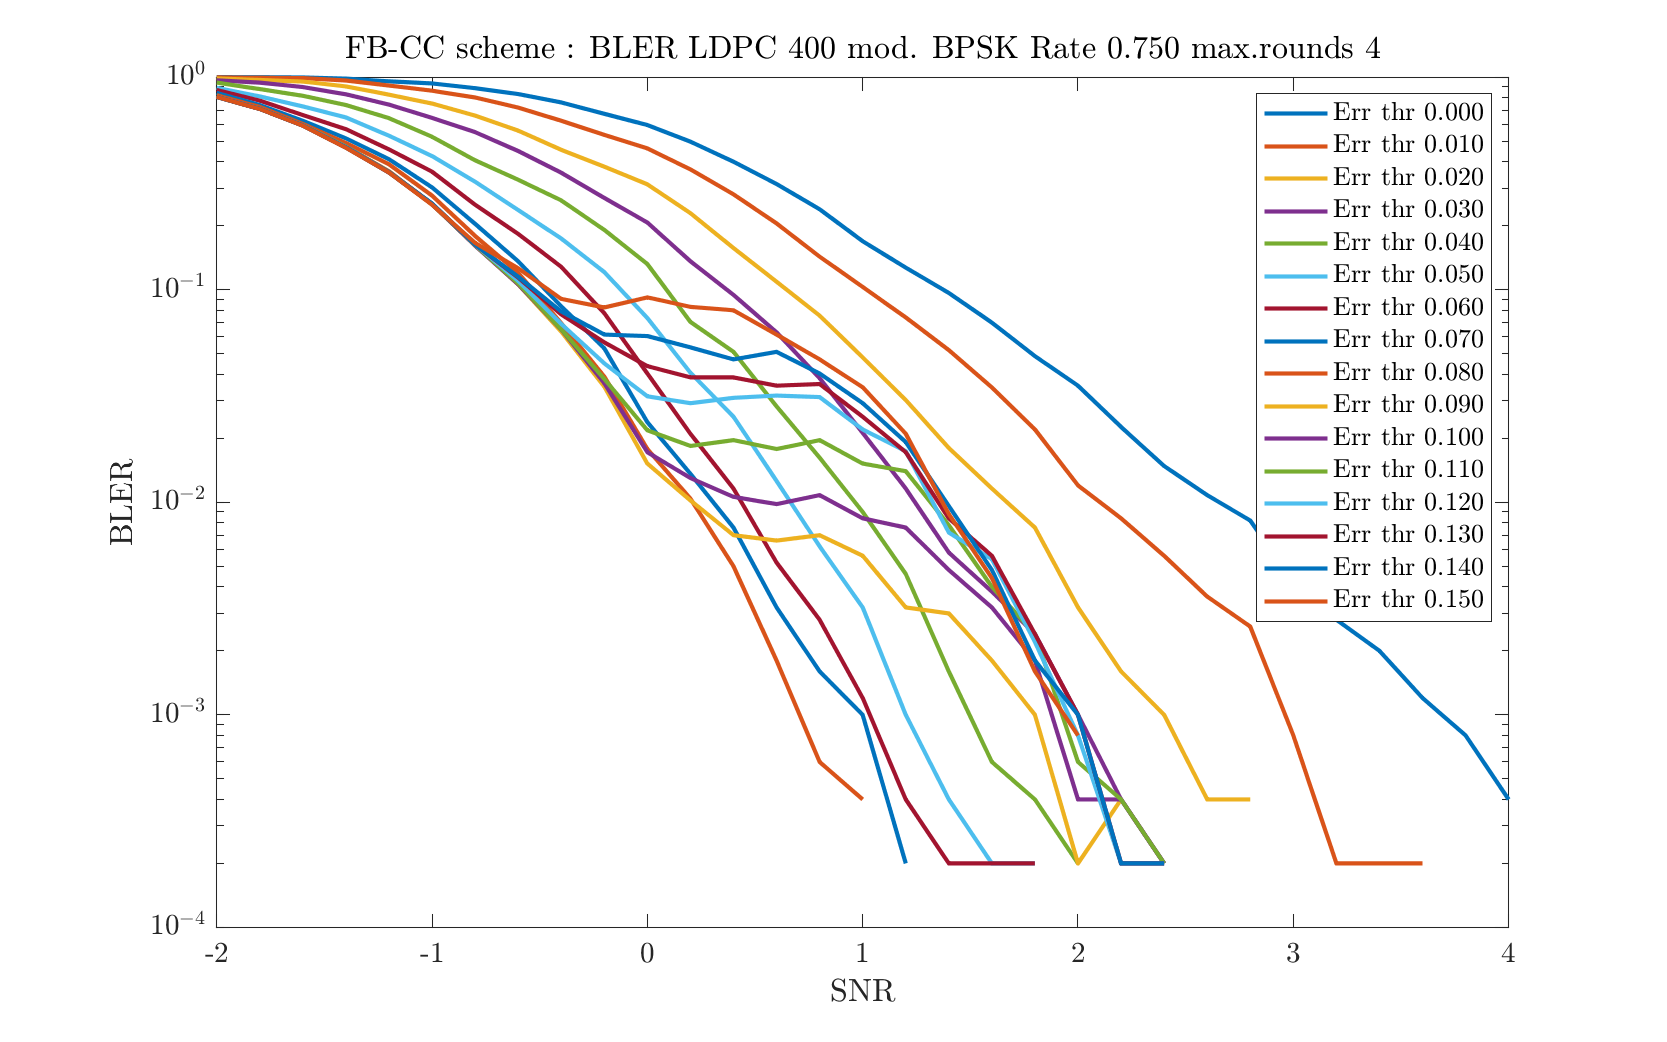 FB-CC scheme : BLER LDPC 400 mod. BPSK Rate 0.750 max.rounds 4
10^0
10^-1
10^-2
10^-3
10^-4
BLER
Err thr 0.000
Err thr 0.010
Err thr 0.020
Err thr 0.030
Err thr 0.040
Err thr 0.050
Err thr 0.060
Err thr 0.070
Err thr 0.080
Err thr 0.090
Err thr 0.100
Err thr 0.110
Err thr 0.120
Err thr 0.130
Err thr 0.140
Err thr 0.150
-2 -1 0 1 2 3 4
SNR